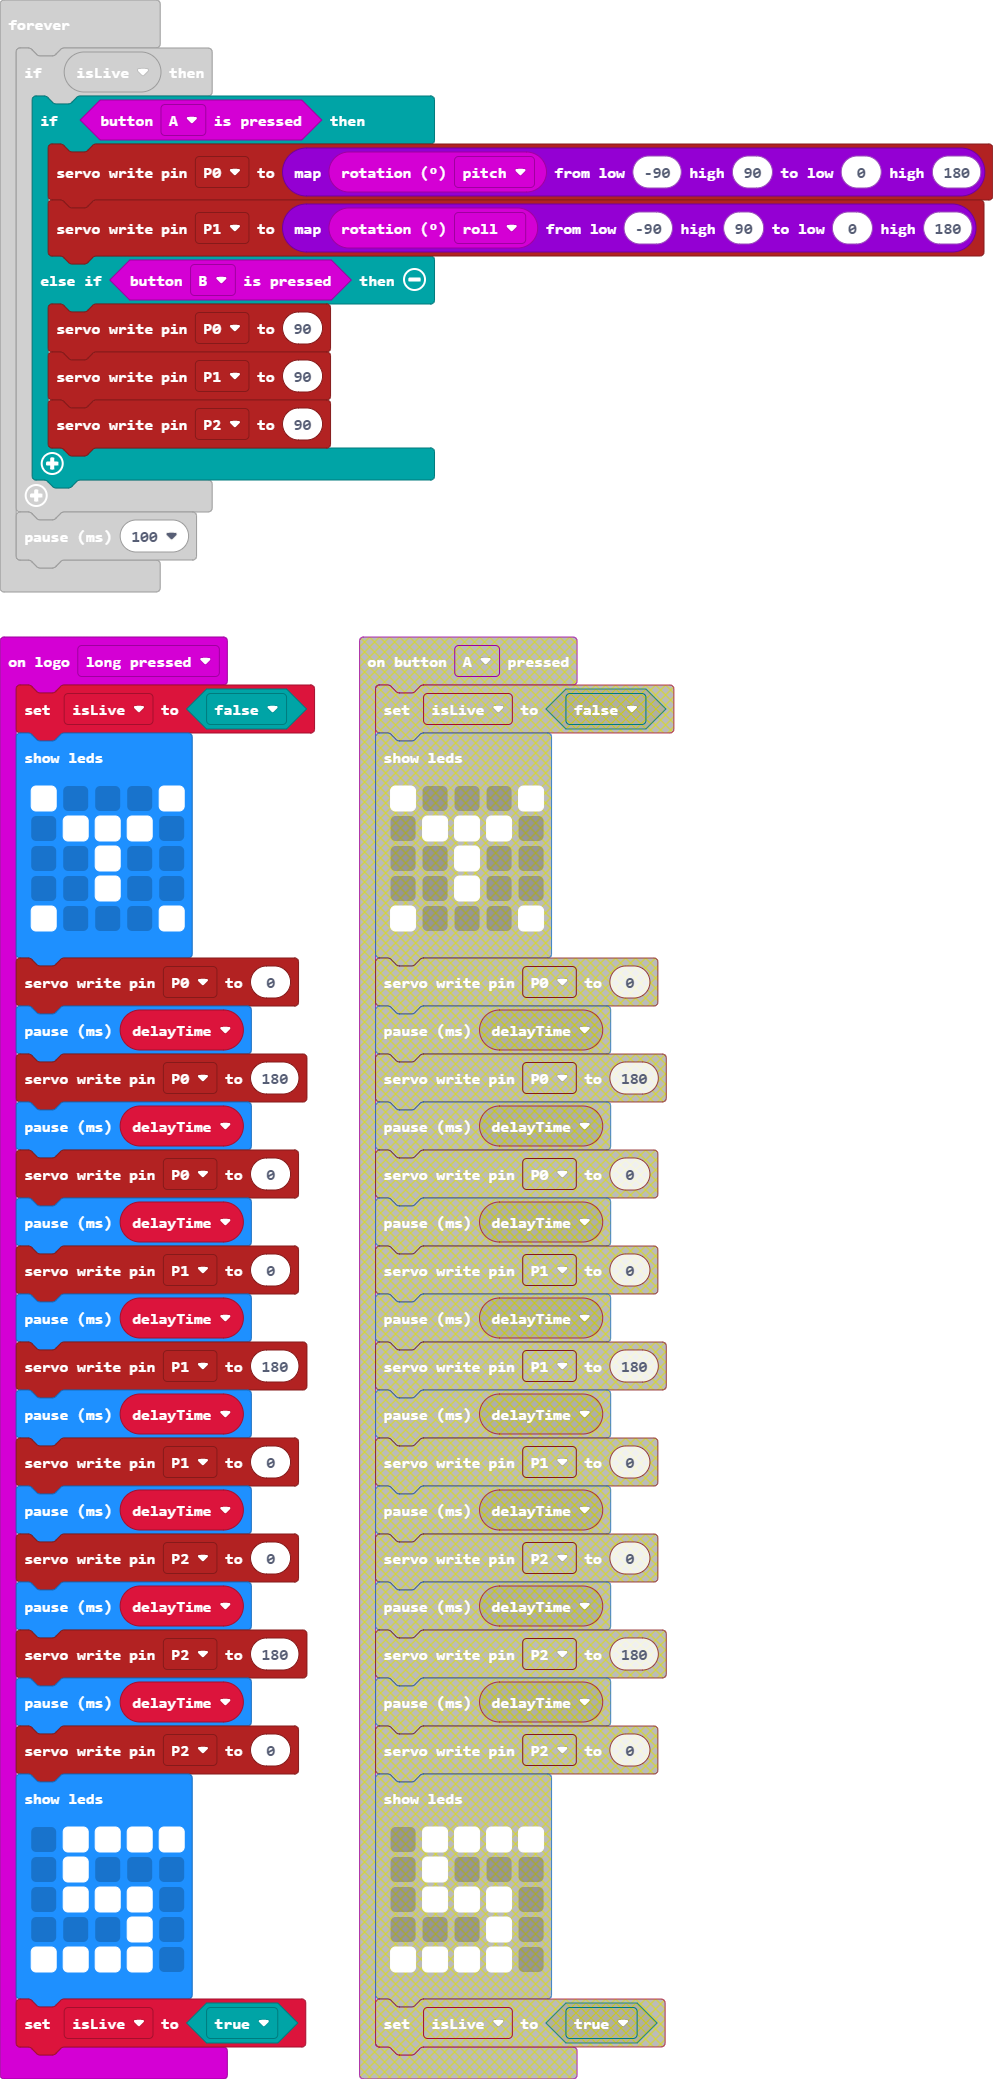 forever
if isLive then
if button A is pressed then
servo write pin P0 to map rotation (°) pitch from low -90 high 90 to low 0 high 180
servo write pin P1 to map rotation (°) roll from low -90 high 90 to low 0 high 180
else if button B is pressed then
servo write pin P0 to 90
servo write pin P1 to 90
servo write pin P2 to 90
pause (ms) 100
on logo long pressed
set isLive to false
show leds
servo write pin P0 to 0
pause (ms) delayTime
servo write pin P0 to 180
pause (ms) delayTime
servo write pin P0 to 0
pause (ms) delayTime
servo write pin P1 to 0
pause (ms) delayTime
servo write pin P1 to 180
pause (ms) delayTime
servo write pin P1 to 0
pause (ms) delayTime
servo write pin P2 to 0
pause (ms) delayTime
servo write pin P2 to 180
pause (ms) delayTime
servo write pin P2 to 0
show leds
set isLive to true
on button A pressed
set isLive to false
show leds
servo write pin P0 to 0
pause (ms) delayTime
servo write pin P0 to 180
pause (ms) delayTime
servo write pin P0 to 0
pause (ms) delayTime
servo write pin P1 to 0
pause (ms) delayTime
servo write pin P1 to 180
pause (ms) delayTime
servo write pin P1 to 0
pause (ms) delayTime
servo write pin P2 to 0
pause (ms) delayTime
servo write pin P2 to 180
pause (ms) delayTime
servo write pin P2 to 0
show leds
set isLive to true